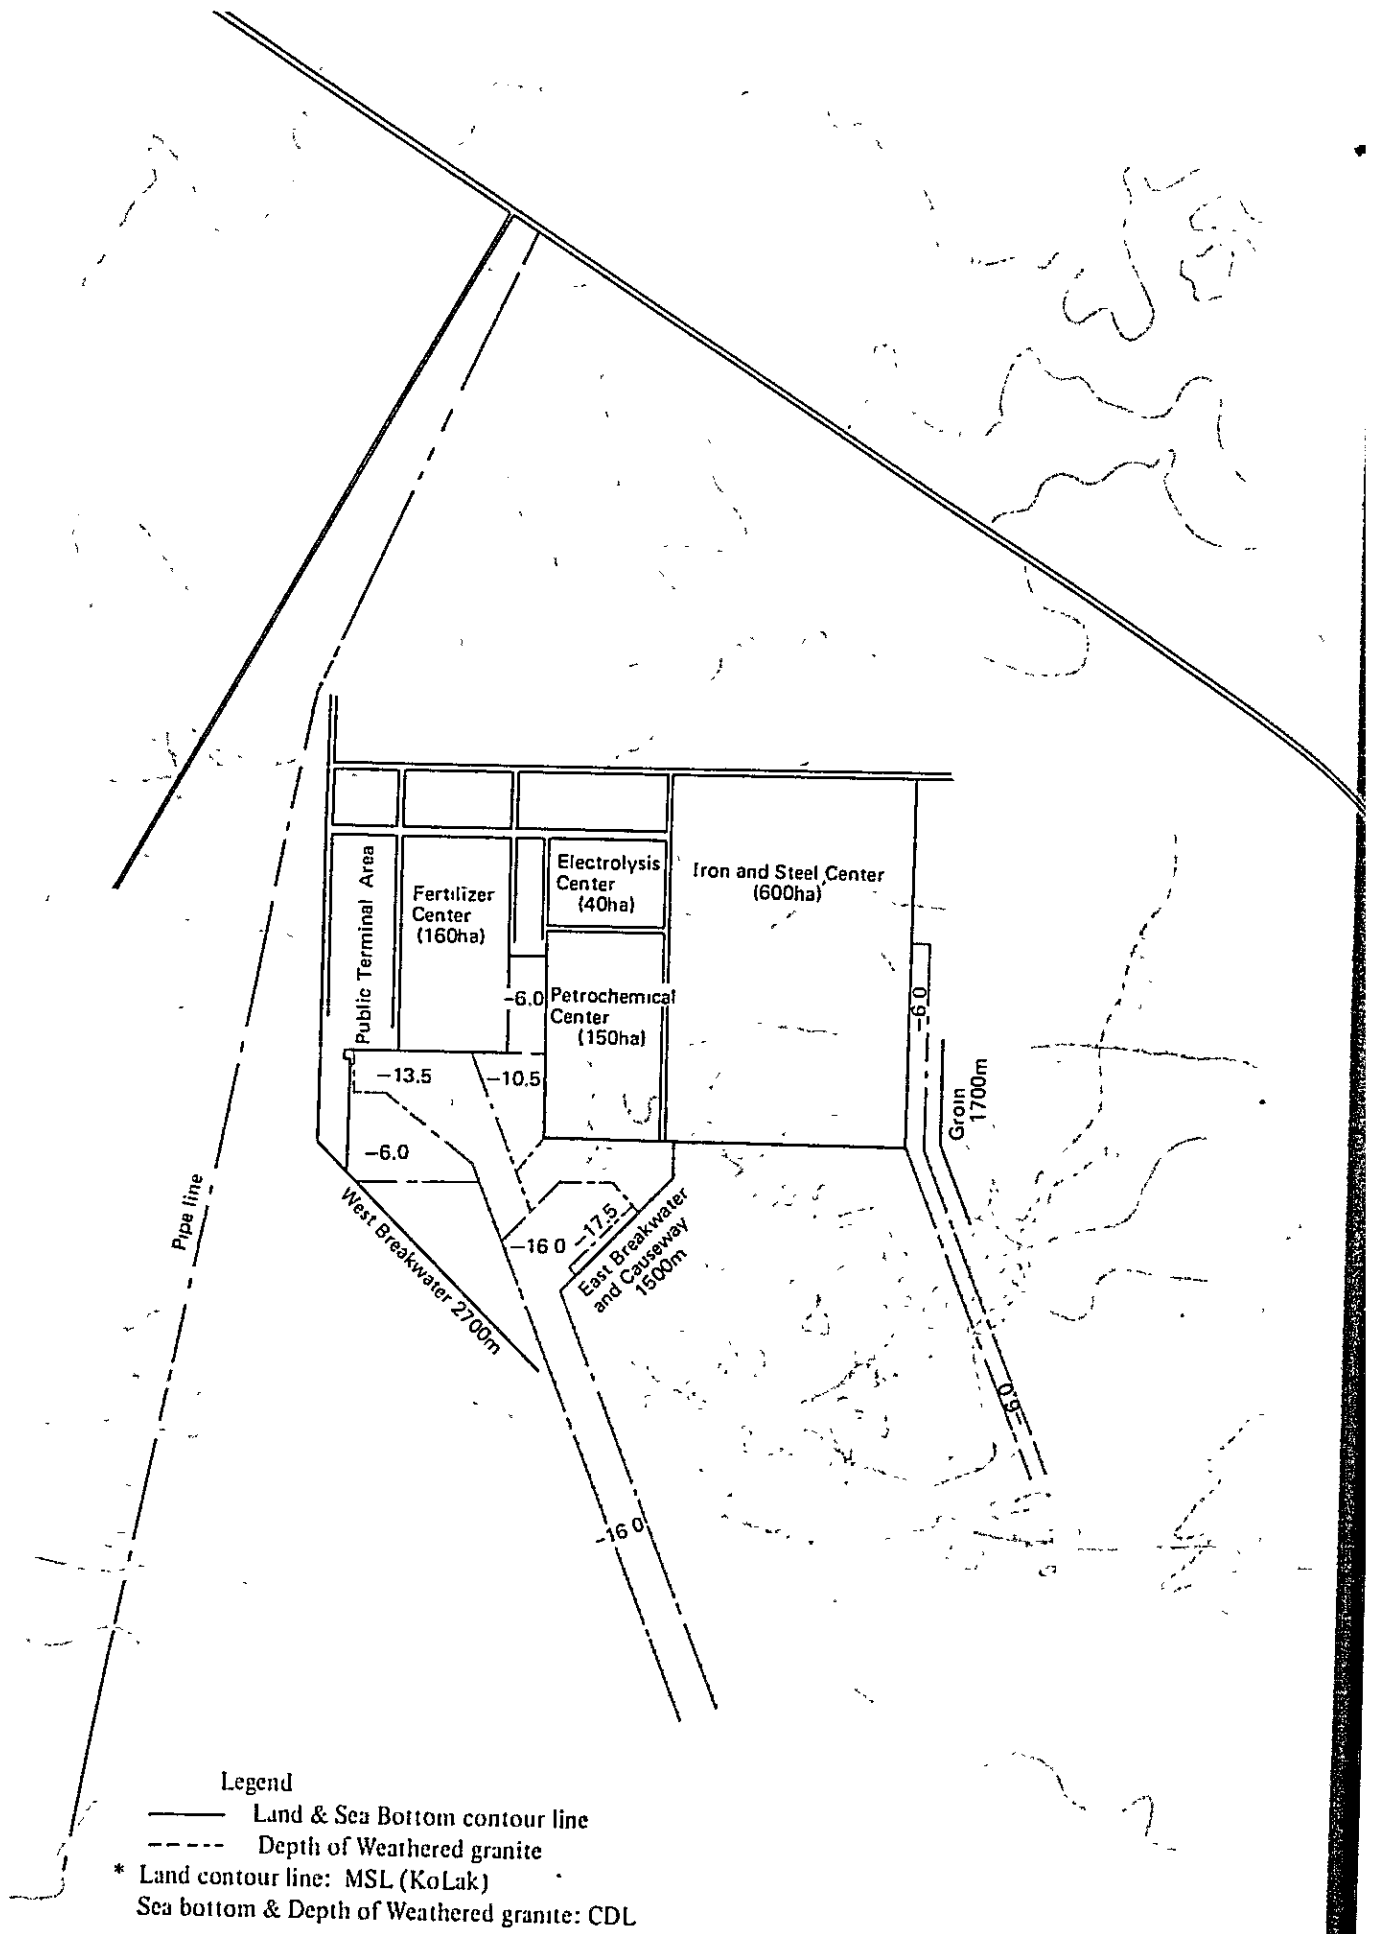 Public Terminal Area
Fertilizer
Center
(160ha)
Electrolysis
Center
(40ha)
Iron and Steel Center
(600ha)
-6.0
Petrochemical
Center
(150ha)
-6 0
-13.5
-10.5
Groin
1700m
-6.0
Pipe line
West Breakwater 2700m
-16 0
-17.5
East Breakwater
and Causeway
1500m
-6.0
-16 0
Legend
Land & Sea Bottom contour line
Depth of Weathered granite
* Land contour line: MSL (KoLak)
Sea bottom & Depth of Weathered granite: CDL